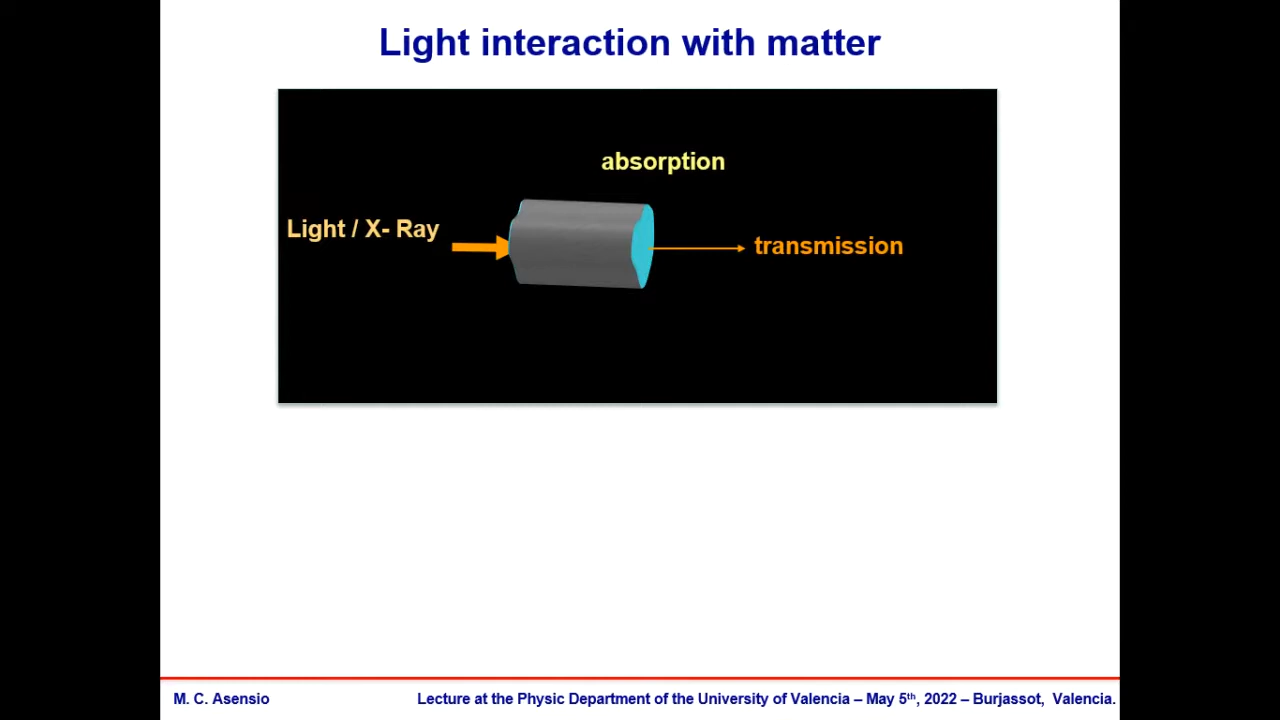 Light interaction with matter
absorption
Light / X- Ray
transmission
M. C. Asensio
Lecture at the Physic Department of the University of Valencia – May 5th, 2022 – Burjassot, Valencia.